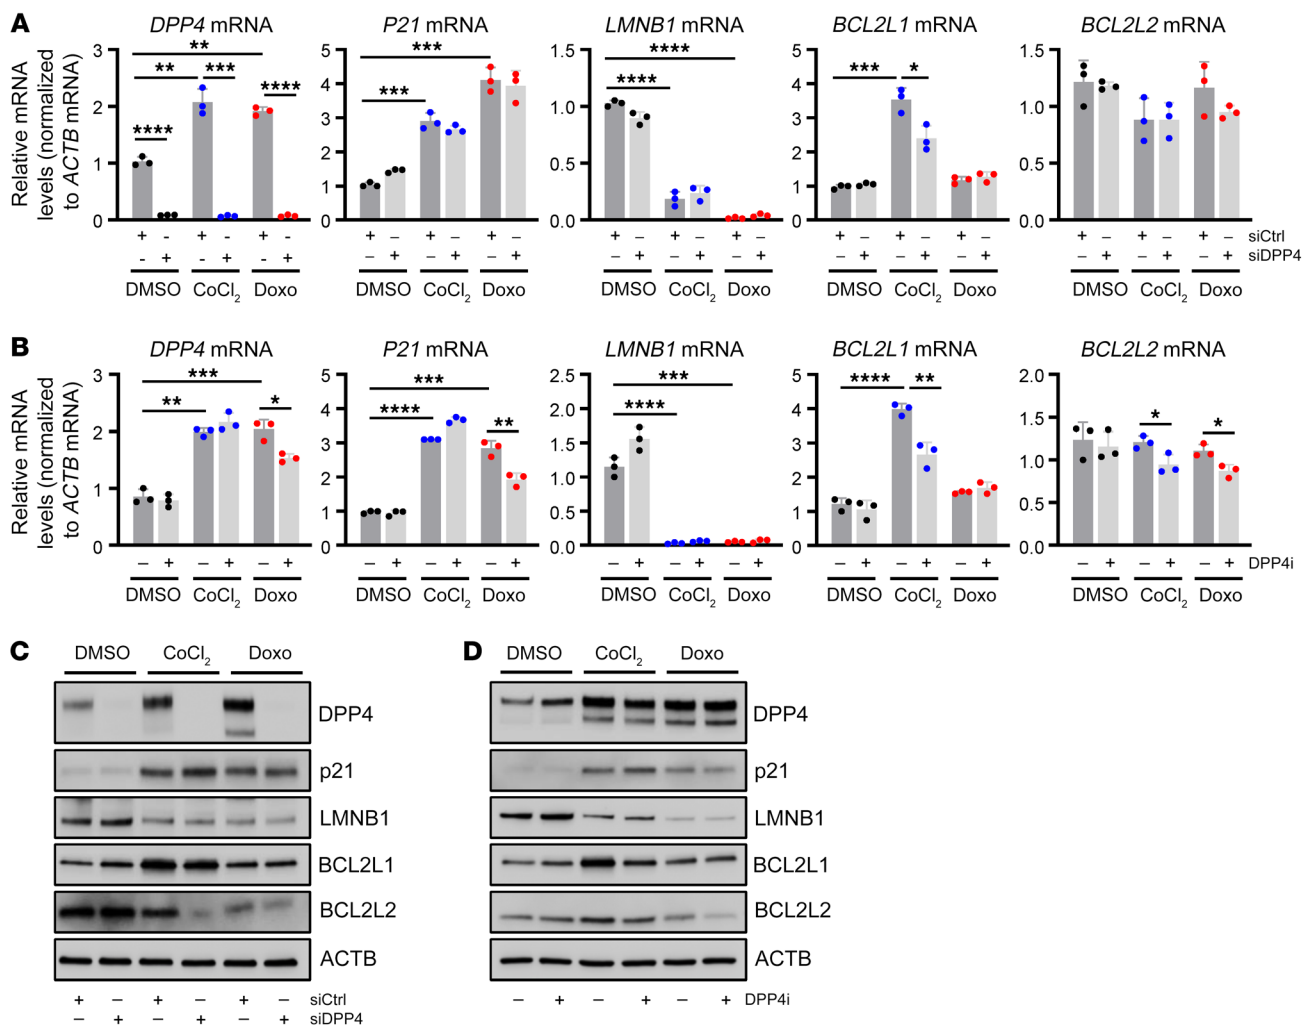 A
DPP4 mRNA P21 mRNA LMNB1 mRNA BCL2L1 mRNA BCL2L2 mRNA
Relative mRNA
levels (normalized
to ACTB mRNA)
3 2 1 0
** ** *** **** ****
5 4 3 2 1 0
*** ***
1.5 1.0 0.5 0.0
**** ****
5 4 3 2 1 0
*** *
1.5 1.0 0.5 0.0
+ - + - + - + – + – + – + – + – + – + – + – + – + – + – + – siCtrl
- + - + - + – + – + – + – + – + – + – + – + – + – + – + – + siDPP4
DMSO CoCl2 Doxo DMSO CoCl2 Doxo DMSO CoCl2 Doxo DMSO CoCl2 Doxo DMSO CoCl2 Doxo
B
DPP4 mRNA P21 mRNA LMNB1 mRNA BCL2L1 mRNA BCL2L2 mRNA
Relative mRNA
levels (normalized
to ACTB mRNA)
3 2 1 0
*** ** *
5 4 3 2 1 0
*** **** **
2.5 2.0 1.5 1.0 0.5 0.0
*** ****
5 4 3 2 1 0
**** **
2.0 1.5 1.0 0.5 0.0
* *
– + – + – + – + – + – + – + – + – + – + – + – + – + – + – + DPP4i
DMSO CoCl2 Doxo DMSO CoCl2 Doxo DMSO CoCl2 Doxo DMSO CoCl2 Doxo DMSO CoCl2 Doxo
C
DMSO CoCl2 Doxo
DPP4
p21
LMNB1
BCL2L1
BCL2L2
ACTB
+ – + – + – siCtrl
– + – + – + siDPP4
D
DMSO CoCl2 Doxo
DPP4
p21
LMNB1
BCL2L1
BCL2L2
ACTB
– + – + – + DPP4i